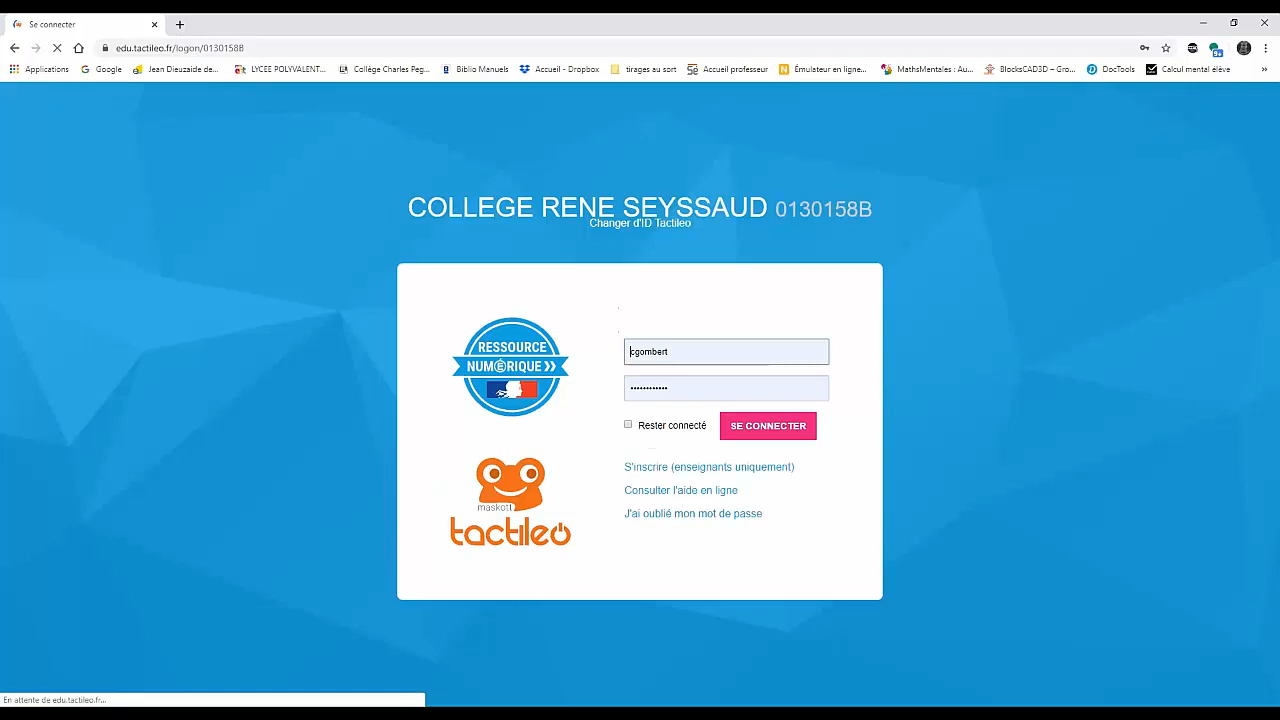 Se connecter
edu.tactileo.fr/logon/0130158B
Applications Google Jean Dieuzaide de... LYCEE POLYVALENT... Collège Charles Peg... Biblio Manuels Accueil - Dropbox tirages au sort Accueil professeur Émulateur en ligne... MathsMentales : Au... BlocksCAD3D – Gro... DocTools Calcul mental élève »
COLLEGE RENE SEYSSAUD 0130158B
Changer d'ID Tactileo
RESSOURCE
NUMÉRIQUE
cgombert
••••••••••••
Rester connecté SE CONNECTER
S'inscrire (enseignants uniquement)
Consulter l'aide en ligne
J'ai oublié mon mot de passe
maskott
tactileo
En attente de edu.tactileo.fr...